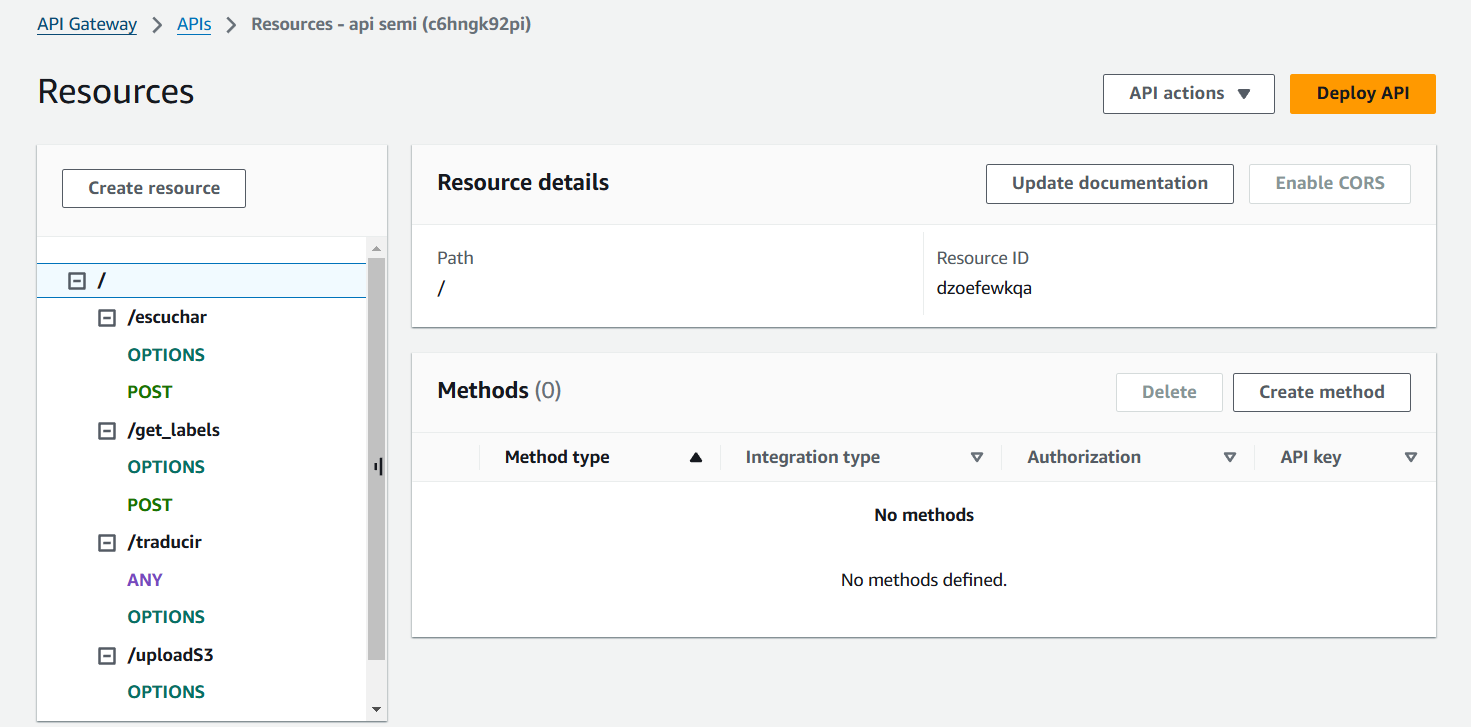 API Gateway > APIs > Resources - api semi (c6hngk92pi)
Resources
API actions
Deploy API
Create resource
/
/escuchar
OPTIONS
POST
/get_labels
OPTIONS
POST
/traducir
ANY
OPTIONS
/uploadS3
OPTIONS
Resource details
Update documentation
Enable CORS
Path
/
Resource ID
dzoefewkqa
Methods (0)
Delete
Create method
Method type
Integration type
Authorization
API key
No methods
No methods defined.